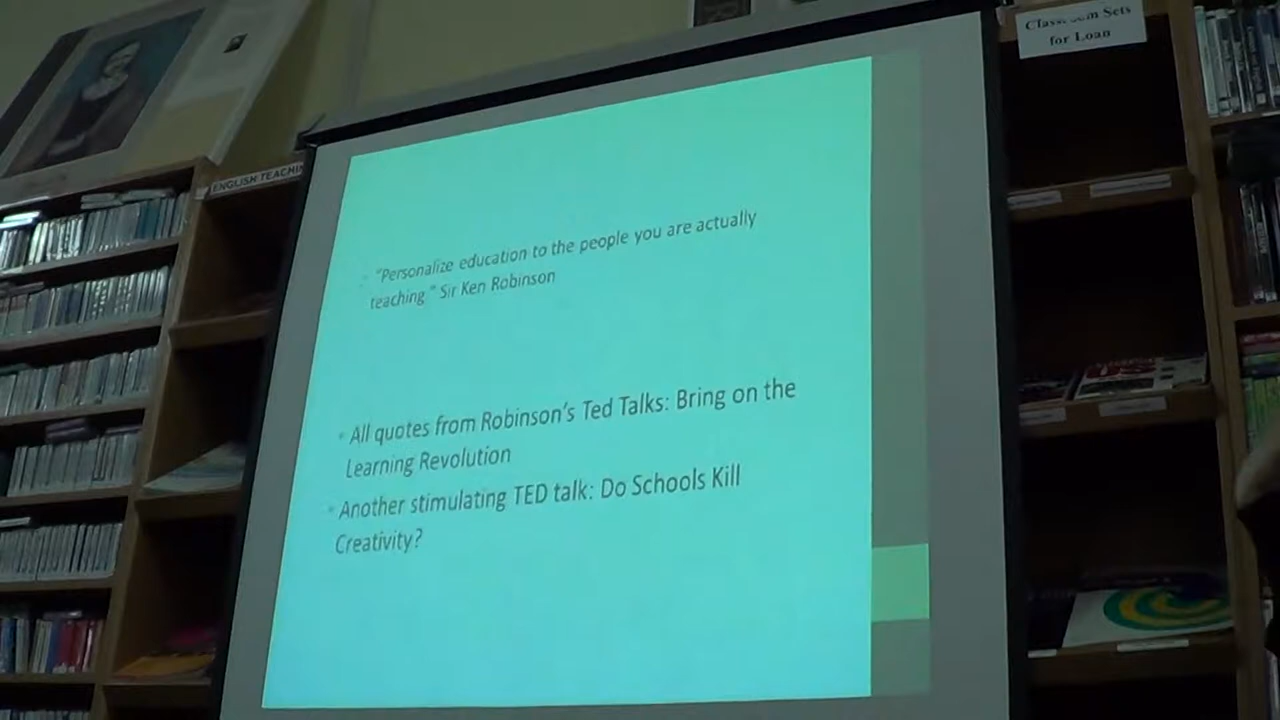 Classroom Sets
for Loan
ENGLISH TEACHIN
"Personalize education to the people you are actually
teaching." Sir Ken Robinson
All quotes from Robinson's Ted Talks: Bring on the
Learning Revolution
Another stimulating TED talk: Do Schools Kill
Creativity?